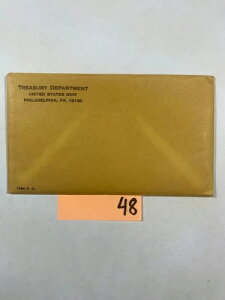 TREASURY DEPARTMENT
UNITED STATES MINT
PHILADELPHIA, PA. 19130
P. C.
48